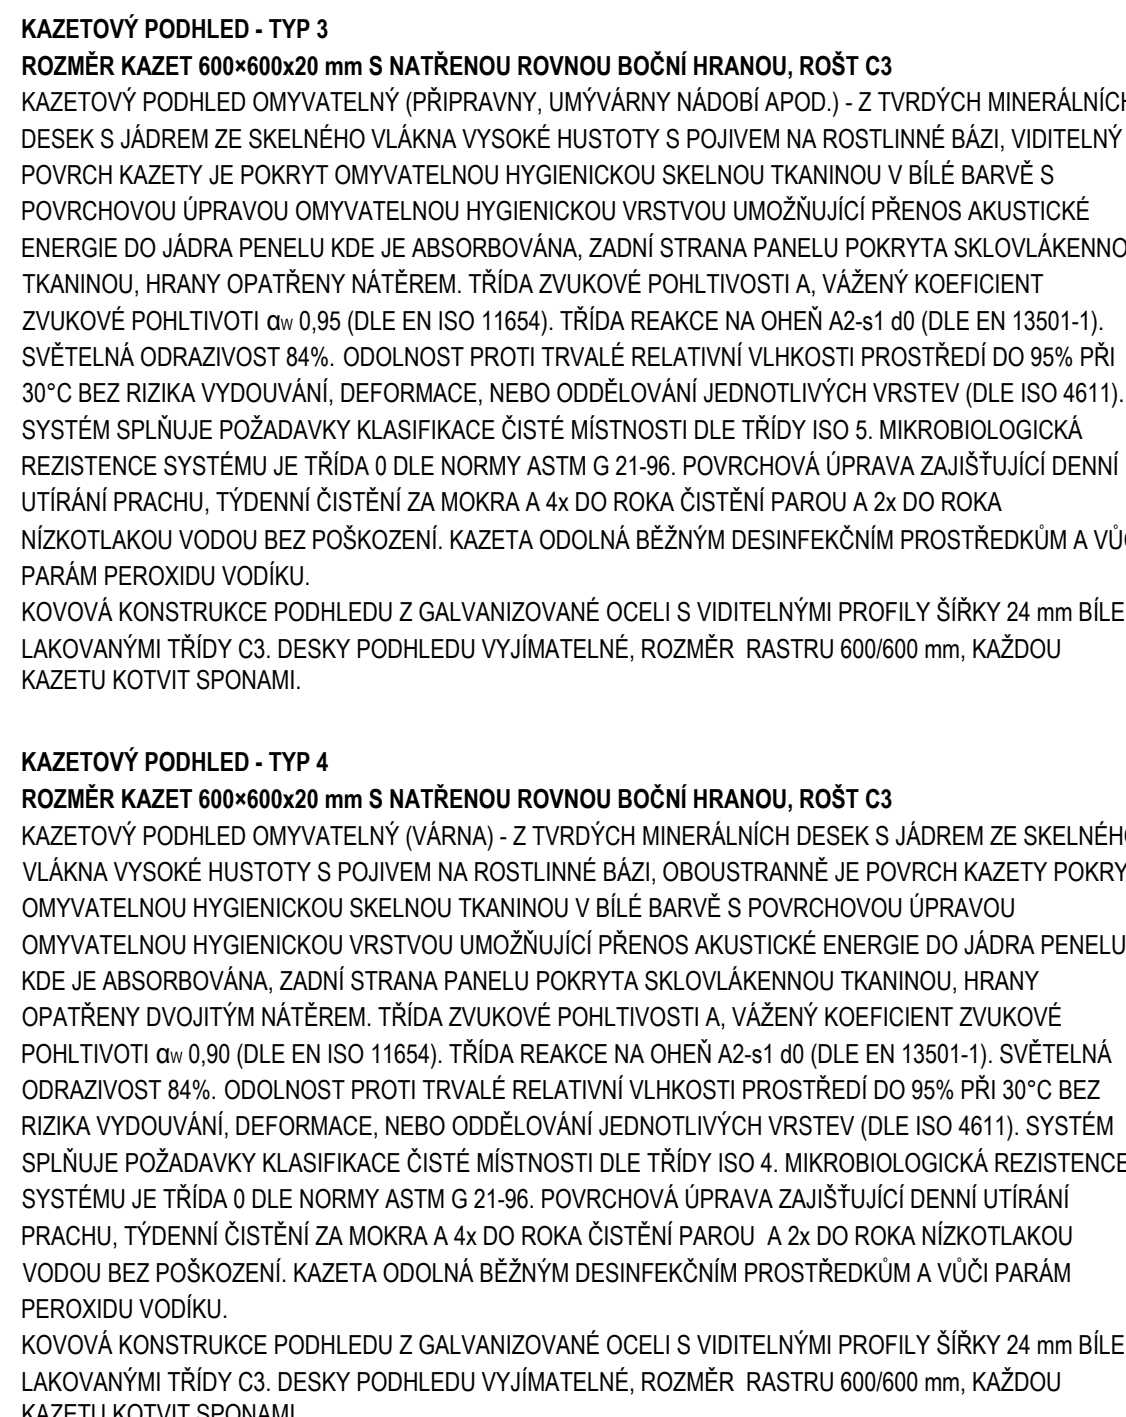 KAZETOVÝ PODHLED - TYP 3
ROZMĚR KAZET 600×600x20 mm S NATŘENOU ROVNOU BOČNÍ HRANOU, ROŠT C3
KAZETOVÝ PODHLED OMYVATELNÝ (PŘIPRAVNY, UMÝVÁRNY NÁDOBÍ APOD.) - Z TVRDÝCH MINERÁLNÍCH
DESEK S JÁDREM ZE SKELNÉHO VLÁKNA VYSOKÉ HUSTOTY S POJIVEM NA ROSTLINNÉ BÁZI, VIDITELNÝ
POVRCH KAZETY JE POKRYT OMYVATELNOU HYGIENICKOU SKELNOU TKANINOU V BÍLÉ BARVĚ S
POVRCHOVOU ÚPRAVOU OMYVATELNOU HYGIENICKOU VRSTVOU UMOŽŇUJÍCÍ PŘENOS AKUSTICKÉ
ENERGIE DO JÁDRA PENELU KDE JE ABSORBOVÁNA, ZADNÍ STRANA PANELU POKRYTA SKLOVLÁKENNO
TKANINOU, HRANY OPATŘENY NÁTĚREM. TŘÍDA ZVUKOVÉ POHLTIVOSTI A, VÁŽENÝ KOEFICIENT
ZVUKOVÉ POHLTIVOTI αw 0,95 (DLE EN ISO 11654). TŘÍDA REAKCE NA OHEŇ A2-s1 d0 (DLE EN 13501-1).
SVĚTELNÁ ODRAZIVOST 84%. ODOLNOST PROTI TRVALÉ RELATIVNÍ VLHKOSTI PROSTŘEDÍ DO 95% PŘI
30°C BEZ RIZIKA VYDOUVÁNÍ, DEFORMACE, NEBO ODDĚLOVÁNÍ JEDNOTLIVÝCH VRSTEV (DLE ISO 4611).
SYSTÉM SPLŇUJE POŽADAVKY KLASIFIKACE ČISTÉ MÍSTNOSTI DLE TŘÍDY ISO 5. MIKROBIOLOGICKÁ
REZISTENCE SYSTÉMU JE TŘÍDA 0 DLE NORMY ASTM G 21-96. POVRCHOVÁ ÚPRAVA ZAJIŠŤUJÍCÍ DENNÍ
UTÍRÁNÍ PRACHU, TÝDENNÍ ČISTĚNÍ ZA MOKRA A 4x DO ROKA ČISTĚNÍ PAROU A 2x DO ROKA
NÍZKOTLAKOU VODOU BEZ POŠKOZENÍ. KAZETA ODOLNÁ BĚŽNÝM DESINFEKČNÍM PROSTŘEDKŮM A VŮČ
PARÁM PEROXIDU VODÍKU.
KOVOVÁ KONSTRUKCE PODHLEDU Z GALVANIZOVANÉ OCELI S VIDITELNÝMI PROFILY ŠÍŘKY 24 mm BÍLE
LAKOVANÝMI TŘÍDY C3. DESKY PODHLEDU VYJÍMATELNÉ, ROZMĚR RASTRU 600/600 mm, KAŽDOU
KAZETU KOTVIT SPONAMI.
KAZETOVÝ PODHLED - TYP 4
ROZMĚR KAZET 600×600x20 mm S NATŘENOU ROVNOU BOČNÍ HRANOU, ROŠT C3
KAZETOVÝ PODHLED OMYVATELNÝ (VÁRNA) - Z TVRDÝCH MINERÁLNÍCH DESEK S JÁDREM ZE SKELNÉHO
VLÁKNA VYSOKÉ HUSTOTY S POJIVEM NA ROSTLINNÉ BÁZI, OBOUSTRANNĚ JE POVRCH KAZETY POKRY
OMYVATELNOU HYGIENICKOU SKELNOU TKANINOU V BÍLÉ BARVĚ S POVRCHOVOU ÚPRAVOU
OMYVATELNOU HYGIENICKOU VRSTVOU UMOŽŇUJÍCÍ PŘENOS AKUSTICKÉ ENERGIE DO JÁDRA PENELU
KDE JE ABSORBOVÁNA, ZADNÍ STRANA PANELU POKRYTA SKLOVLÁKENNOU TKANINOU, HRANY
OPATŘENY DVOJITÝM NÁTĚREM. TŘÍDA ZVUKOVÉ POHLTIVOSTI A, VÁŽENÝ KOEFICIENT ZVUKOVÉ
POHLTIVOTI αw 0,90 (DLE EN ISO 11654). TŘÍDA REAKCE NA OHEŇ A2-s1 d0 (DLE EN 13501-1). SVĚTELNÁ
ODRAZIVOST 84%. ODOLNOST PROTI TRVALÉ RELATIVNÍ VLHKOSTI PROSTŘEDÍ DO 95% PŘI 30°C BEZ
RIZIKA VYDOUVÁNÍ, DEFORMACE, NEBO ODDĚLOVÁNÍ JEDNOTLIVÝCH VRSTEV (DLE ISO 4611). SYSTÉM
SPLŇUJE POŽADAVKY KLASIFIKACE ČISTÉ MÍSTNOSTI DLE TŘÍDY ISO 4. MIKROBIOLOGICKÁ REZISTENCE
SYSTÉMU JE TŘÍDA 0 DLE NORMY ASTM G 21-96. POVRCHOVÁ ÚPRAVA ZAJIŠŤUJÍCÍ DENNÍ UTÍRÁNÍ
PRACHU, TÝDENNÍ ČISTĚNÍ ZA MOKRA A 4x DO ROKA ČISTĚNÍ PAROU A 2x DO ROKA NÍZKOTLAKOU
VODOU BEZ POŠKOZENÍ. KAZETA ODOLNÁ BĚŽNÝM DESINFEKČNÍM PROSTŘEDKŮM A VŮČI PARÁM
PEROXIDU VODÍKU.
KOVOVÁ KONSTRUKCE PODHLEDU Z GALVANIZOVANÉ OCELI S VIDITELNÝMI PROFILY ŠÍŘKY 24 mm BÍLE
LAKOVANÝMI TŘÍDY C3. DESKY PODHLEDU VYJÍMATELNÉ, ROZMĚR RASTRU 600/600 mm, KAŽDOU
KAZETU KOTVIT SPONAMI